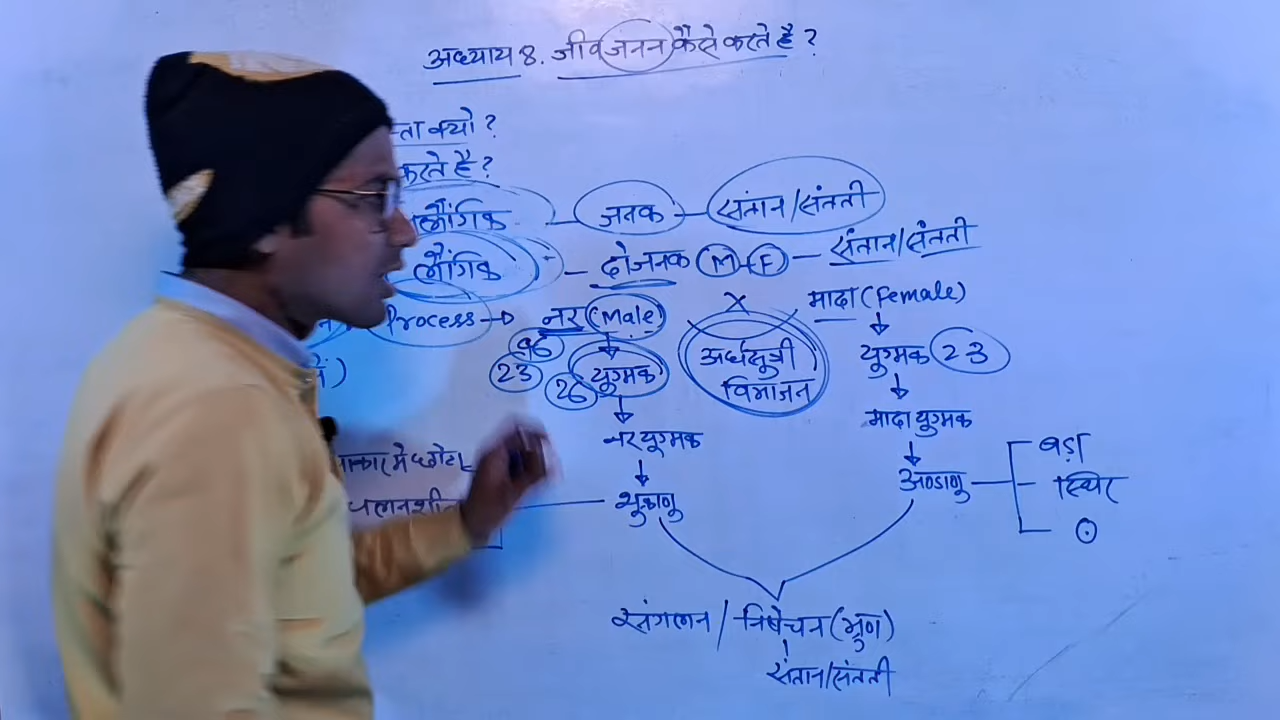 अध्याय 8. जीव जनन कैसे करते है ?
ता क्यो ?
करते है ?
लैंगिक - जनक - संतान/संतती
लैंगिक - दो जनक (M) - (F) - संतान/संतती
Process → नर (Male)
मादा (Female)
46
23
26
युग्मक
अर्धसूत्री
विभाजन
X
युग्मक 23
नर युग्मक
मादा युग्मक
आकार मे छोटा
चलनशील
शुक्राणु
अण्डाणु
बड़ा
स्थिर
संगलन / निषेचन (भ्रुण)
संतान/संतती